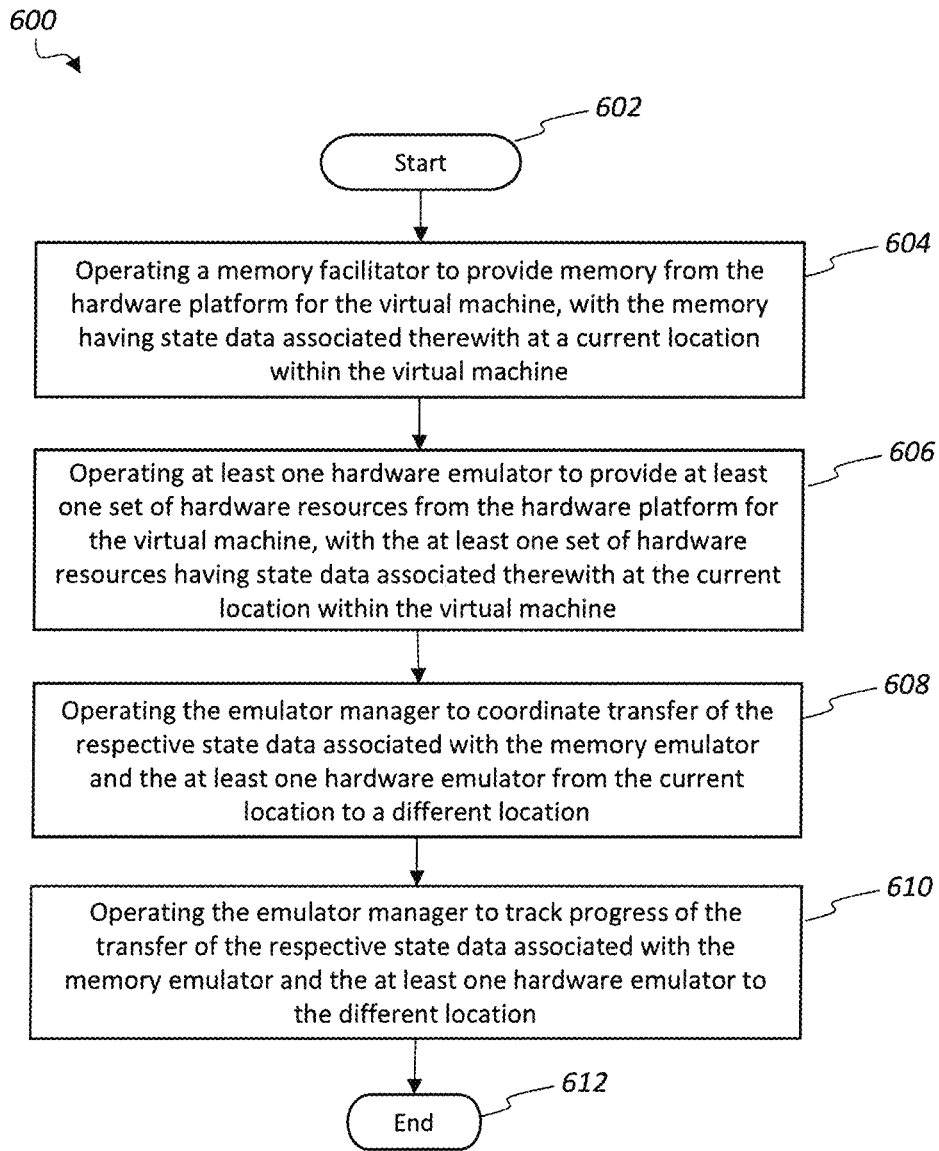 600
602
Start
604
Operating a memory facilitator to provide memory from the
hardware platform for the virtual machine, with the memory
having state data associated therewith at a current location
within the virtual machine
606
Operating at least one hardware emulator to provide at least
one set of hardware resources from the hardware platform for
the virtual machine, with the at least one set of hardware
resources having state data associated therewith at the current
location within the virtual machine
608
Operating the emulator manager to coordinate transfer of the
respective state data associated with the memory emulator
and the at least one hardware emulator from the current
location to a different location
610
Operating the emulator manager to track progress of the
transfer of the respective state data associated with the
memory emulator and the at least one hardware emulator to
the different location
612
End